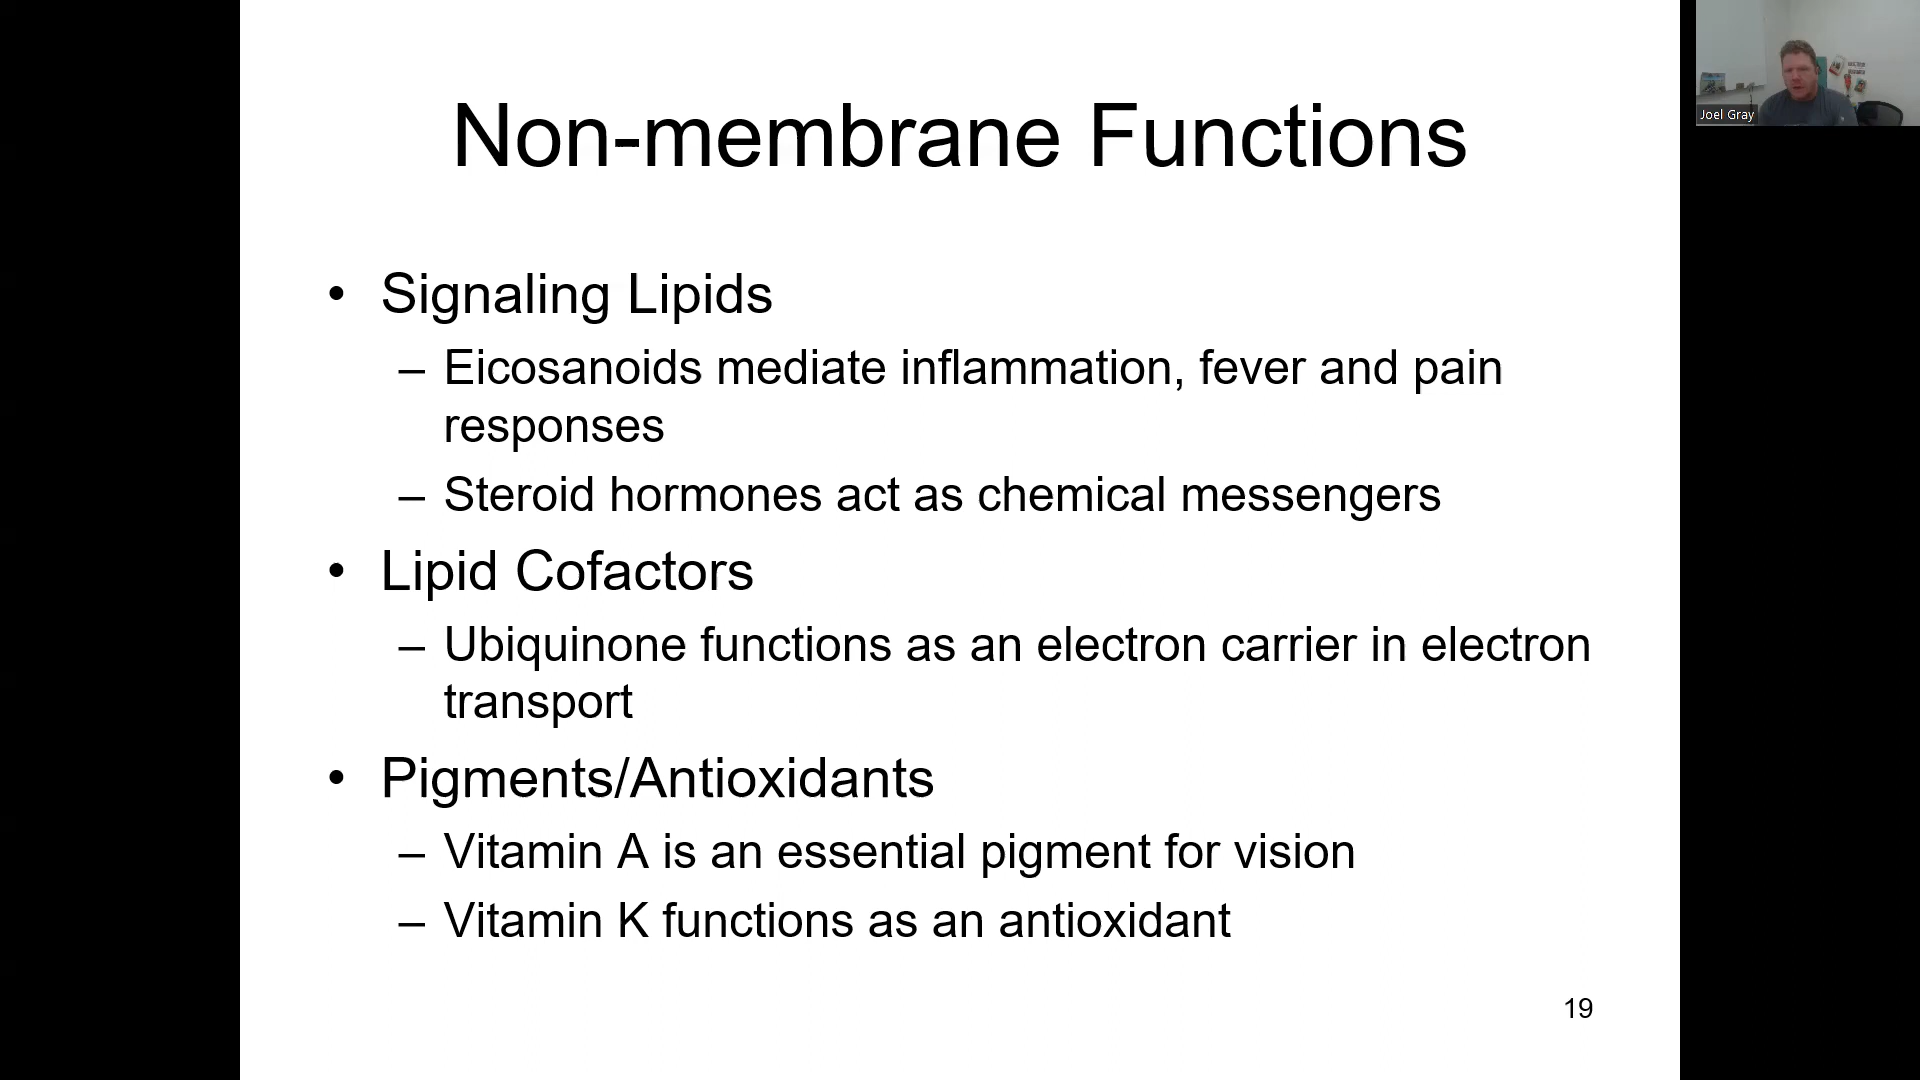 Non-membrane Functions
• Signaling Lipids
– Eicosanoids mediate inflammation, fever and pain
responses
– Steroid hormones act as chemical messengers
• Lipid Cofactors
– Ubiquinone functions as an electron carrier in electron
transport
• Pigments/Antioxidants
– Vitamin A is an essential pigment for vision
– Vitamin K functions as an antioxidant
19
Joel Gray